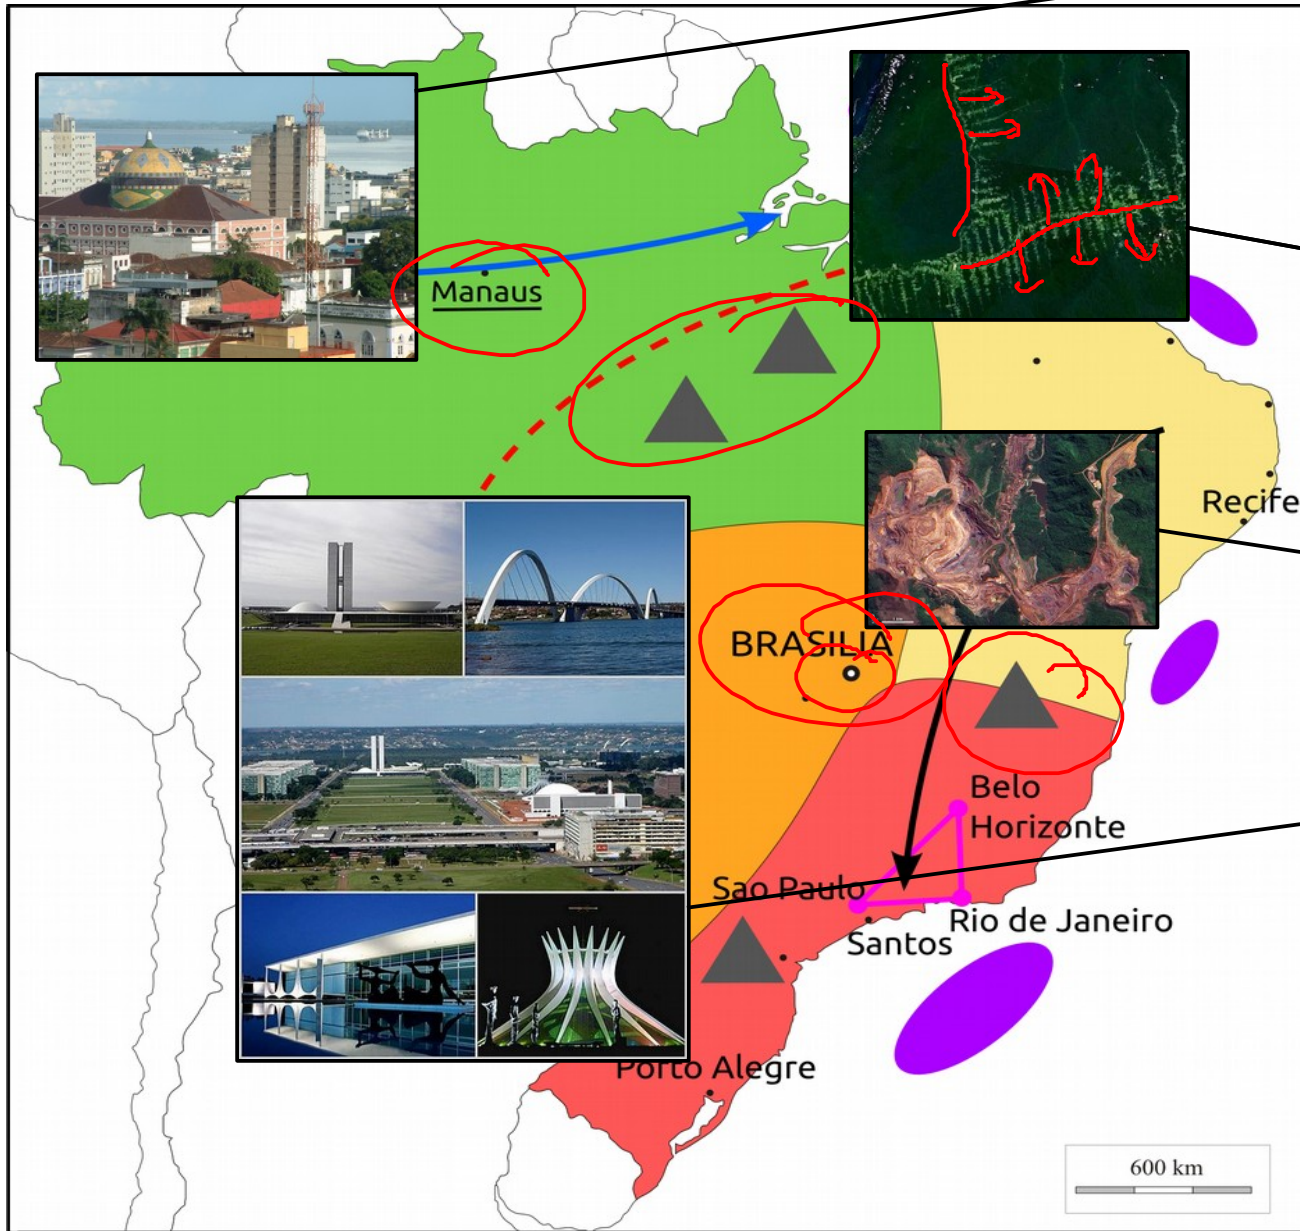 Manaus
Recife
BRASILIA
Belo
Horizonte
Sao Paulo
Rio de Janeiro
Santos
Porto Alegre
600 km